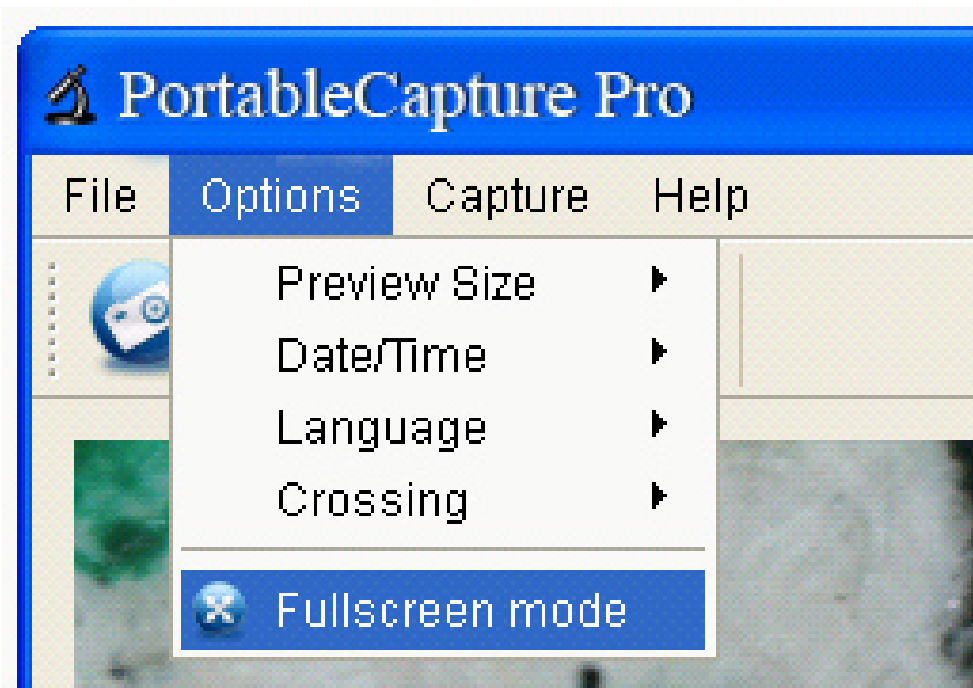 PortableCapture Pro
File Options Capture Help
Preview Size
Date/Time
Language
Crossing
Fullscreen mode